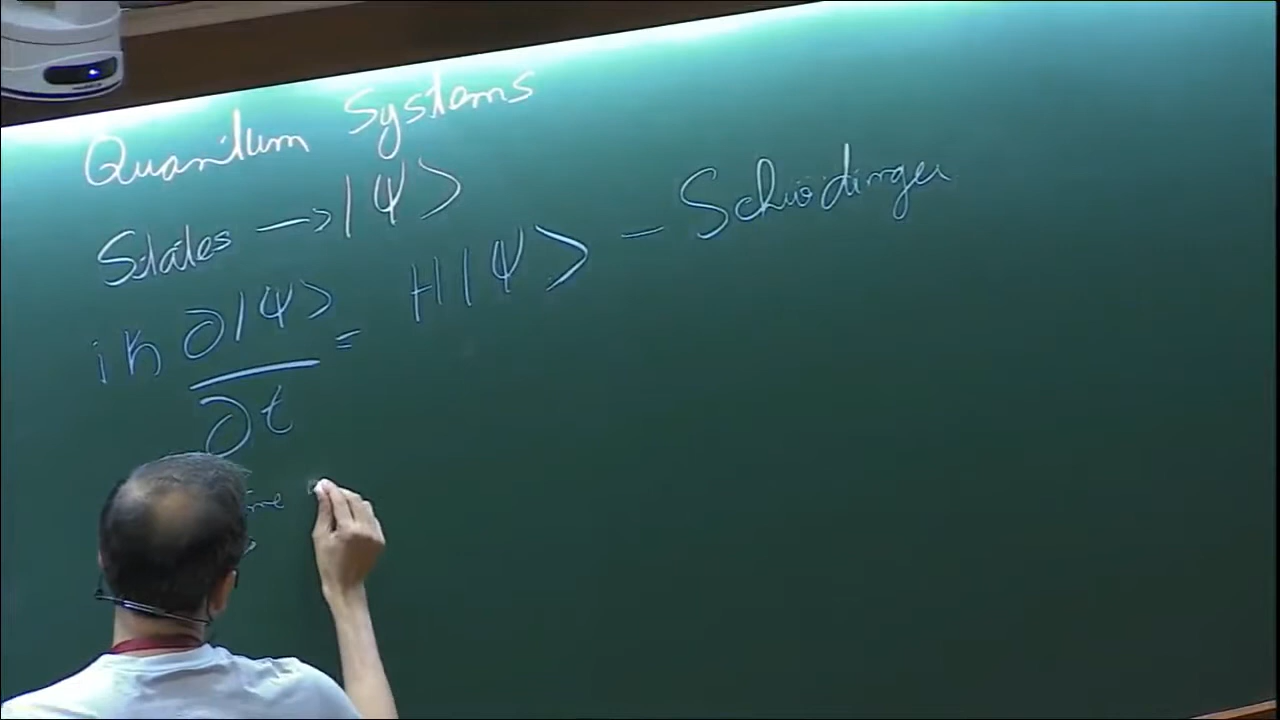 Quantum Systems
States → |ψ⟩
iℏ ∂|ψ⟩/∂t = H|ψ⟩ – Schrödinger